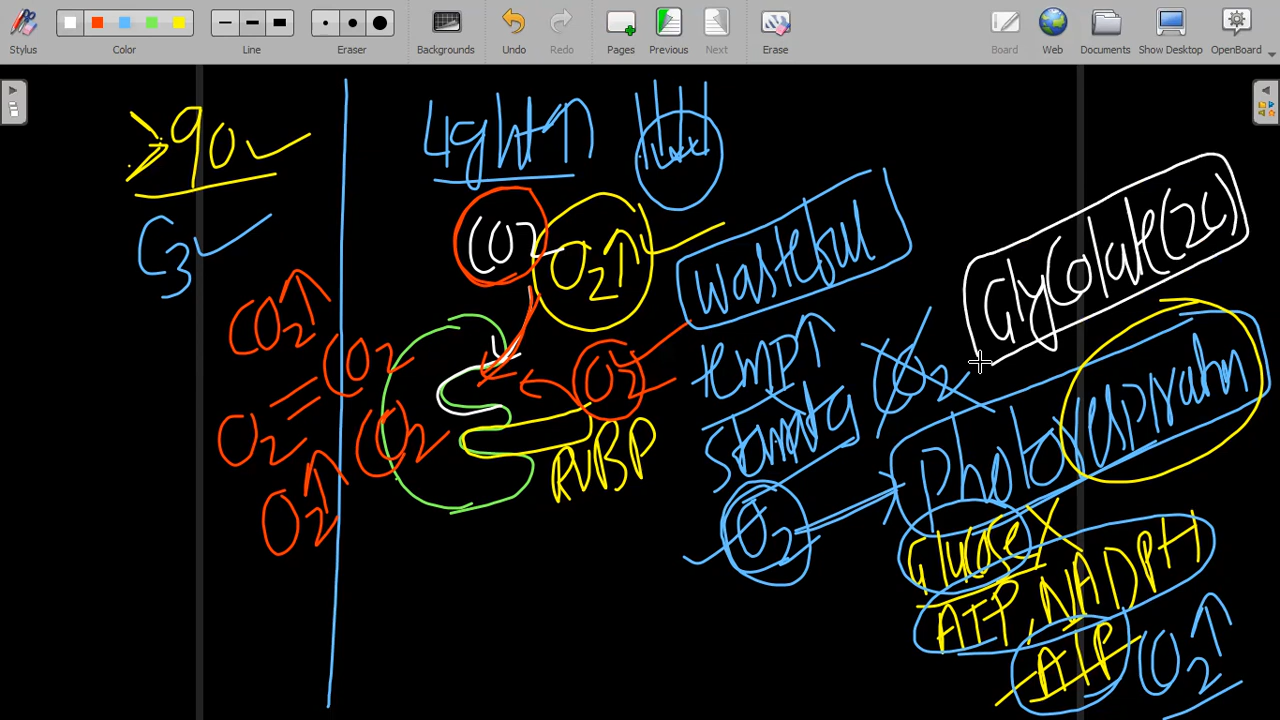 Stylus
Color
Line
Eraser
Backgrounds
Undo
Redo
Pages
Previous
Next
Erase
Board
Web
Documents
Show Desktop
OpenBoard
>90
C3
Light↑
CO2
O2↑
wasteful
Glycolate(2C)
CO2↑
O2
O2↑
CO2
O2
RUBP
temp↑
stomata
CO2
O2
Photorespiration
Glucose X
ATP, NADPH
ATP
CO2↑